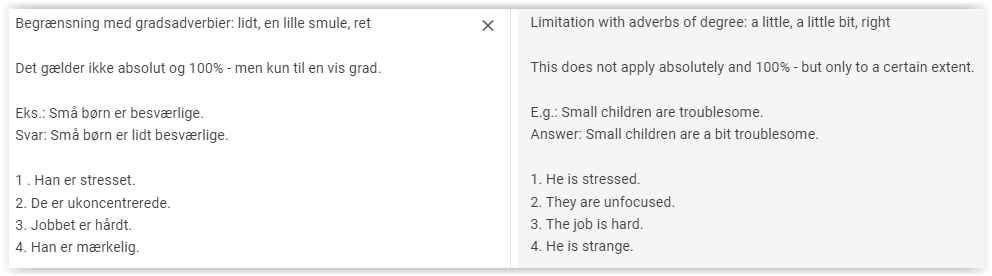 Begrænsning med gradsadverbier: lidt, en lille smule, ret
Det gælder ikke absolut og 100% - men kun til en vis grad.
Eks.: Små børn er besværlige.
Svar: Små børn er lidt besværlige.
1 . Han er stresset.
2. De er ukoncentrerede.
3. Jobbet er hårdt.
4. Han er mærkelig.
Limitation with adverbs of degree: a little, a little bit, right
This does not apply absolutely and 100% - but only to a certain extent.
E.g.: Small children are troublesome.
Answer: Small children are a bit troublesome.
1. He is stressed.
2. They are unfocused.
3. The job is hard.
4. He is strange.